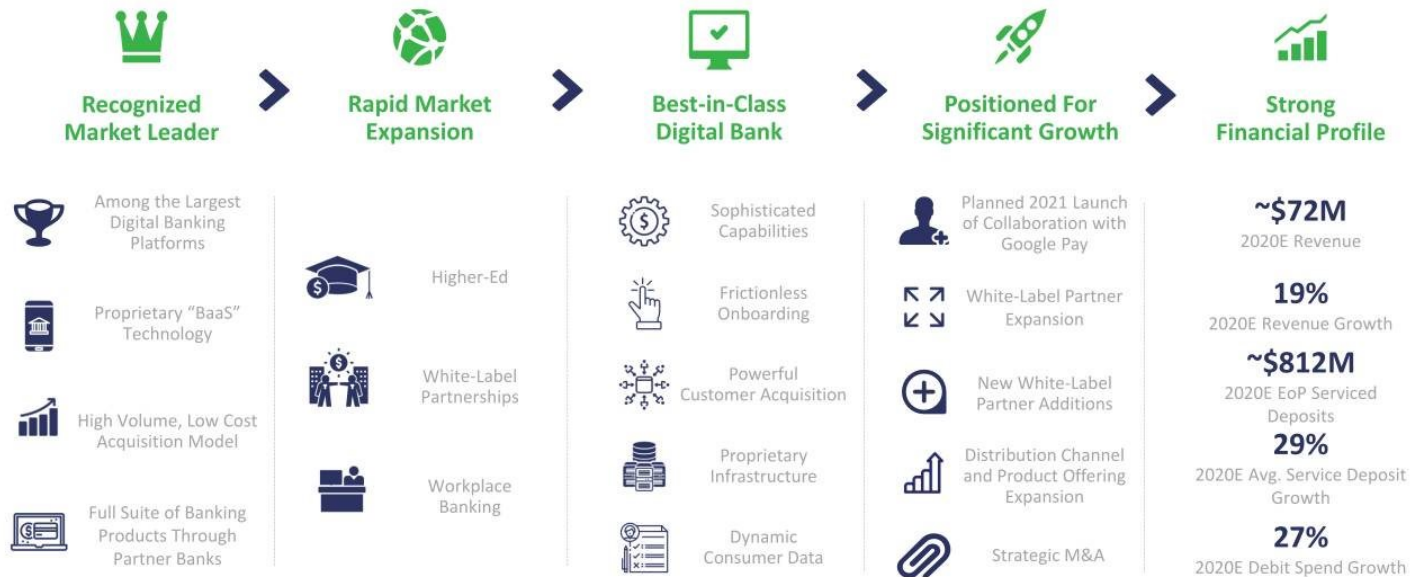 Recognized
Market Leader
Among the Largest
Digital Banking
Platforms
Proprietary “BaaS”
Technology
High Volume, Low Cost
Acquisition Model
Full Suite of Banking
Products Through
Partner Banks
Rapid Market
Expansion
Higher-Ed
White-Label
Partnerships
Workplace
Banking
Best-in-Class
Digital Bank
Sophisticated
Capabilities
Frictionless
Onboarding
Powerful
Customer Acquisition
Proprietary
Infrastructure
Dynamic
Consumer Data
Positioned For
Significant Growth
Planned 2021 Launch
of Collaboration with
Google Pay
White-Label Partner
Expansion
New White-Label
Partner Additions
Distribution Channel
and Product Offering
Expansion
Strategic M&A
Strong
Financial Profile
~$72M
2020E Revenue
19%
2020E Revenue Growth
~$812M
2020E EoP Serviced
Deposits
29%
2020E Avg. Service Deposit
Growth
27%
2020E Debit Spend Growth